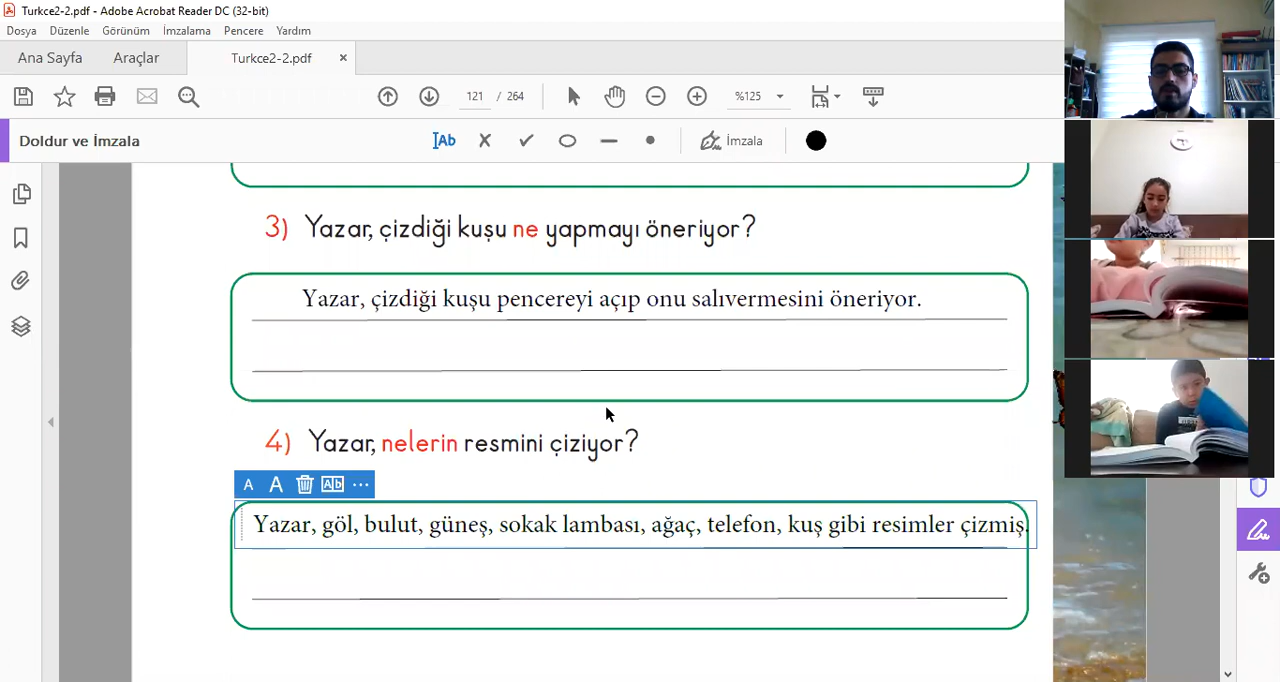 Turkce2-2.pdf - Adobe Acrobat Reader DC (32-bit)
Dosya Düzenle Görünüm İmzalama Pencere Yardım
Ana Sayfa Araçlar Turkce2-2.pdf ×
121 / 264 %125
Doldur ve İmzala IAb İmzala
3) Yazar, çizdiği kuşu ne yapmayı öneriyor?
Yazar, çizdiği kuşu pencereyi açıp onu salıvermesini öneriyor.
4) Yazar, nelerin resmini çiziyor?
A A Ab ...
Yazar, göl, bulut, güneş, sokak lambası, ağaç, telefon, kuş gibi resimler çizmiş.